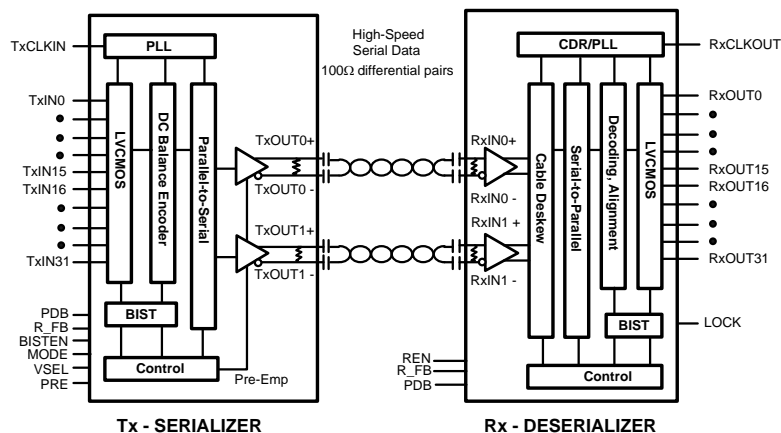 TxCLKIN
PLL
TxIN0
TxIN15
TxIN16
TxIN31
LVCMOS
DC Balance Encoder
Parallel-to-Serial
TxOUT0+
TxOUT0 -
TxOUT1+
TxOUT1 -
BIST
Control
Pre-Emp
PDB
R_FB
BISTEN
MODE
VSEL
PRE
Tx - SERIALIZER
High-Speed
Serial Data
100Ω differential pairs
CDR/PLL
RxCLKOUT
RxIN0+
RxIN0 -
RxIN1 +
RxIN1 -
Cable Deskew
Serial-to-Parallel
Decoding, Alignment
LVCMOS
RxOUT0
RxOUT15
RxOUT16
RxOUT31
BIST
LOCK
REN
R_FB
PDB
Control
Rx - DESERIALIZER